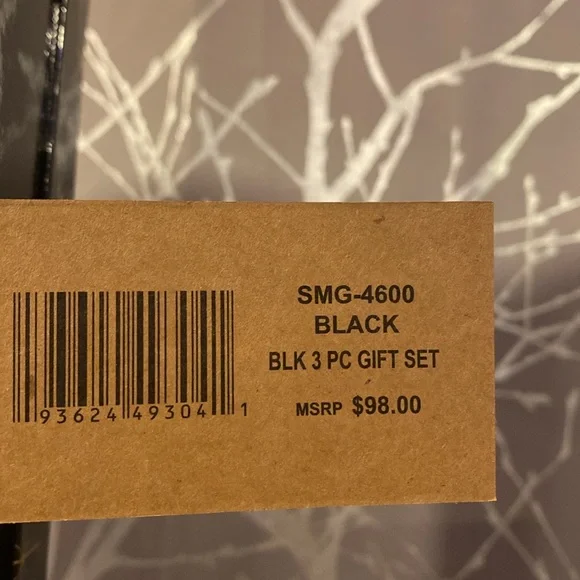 SMG-4600
BLACK
BLK 3 PC GIFT SET
MSRP $98.00
93624 49304 1